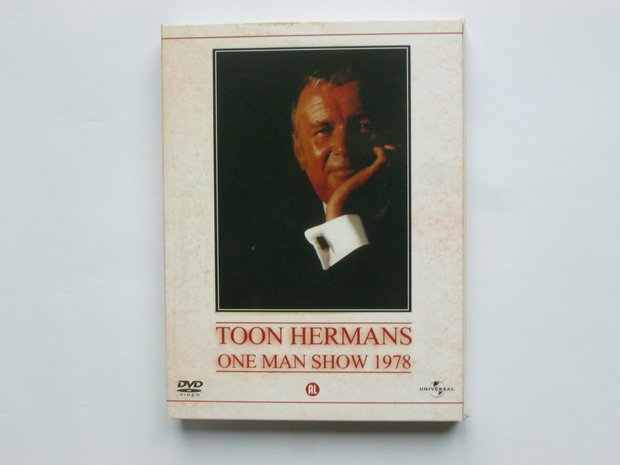 TOON HERMANS
ONE MAN SHOW 1978
DVD
VIDEO
AL
UNIVERSAL